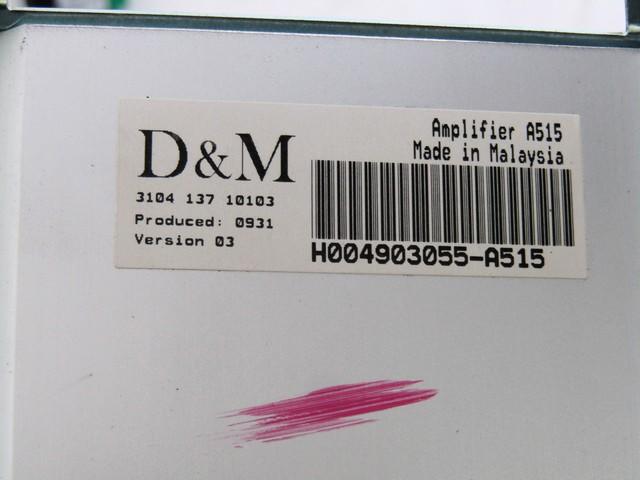 D&M
3104 137 10103
Produced: 0931
Version 03
Amplifier A515
Made in Malaysia
H004903055-A515